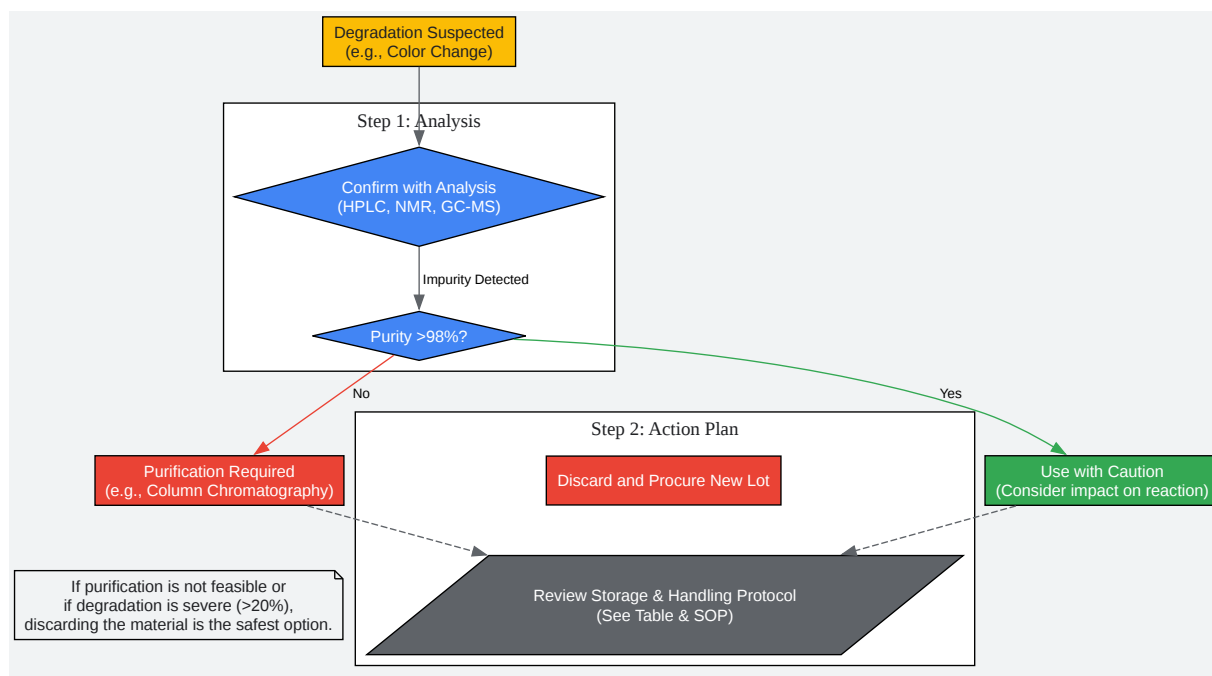 Degradation Suspected
(e.g., Color Change)
Step 1: Analysis
Confirm with Analysis
(HPLC, NMR, GC-MS)
Impurity Detected
Purity >98%?
No
Yes
Step 2: Action Plan
Purification Required
(e.g., Column Chromatography)
Discard and Procure New Lot
Use with Caution
(Consider impact on reaction)
If purification is not feasible or
if degradation is severe (>20%),
discarding the material is the safest option.
Review Storage & Handling Protocol
(See Table & SOP)